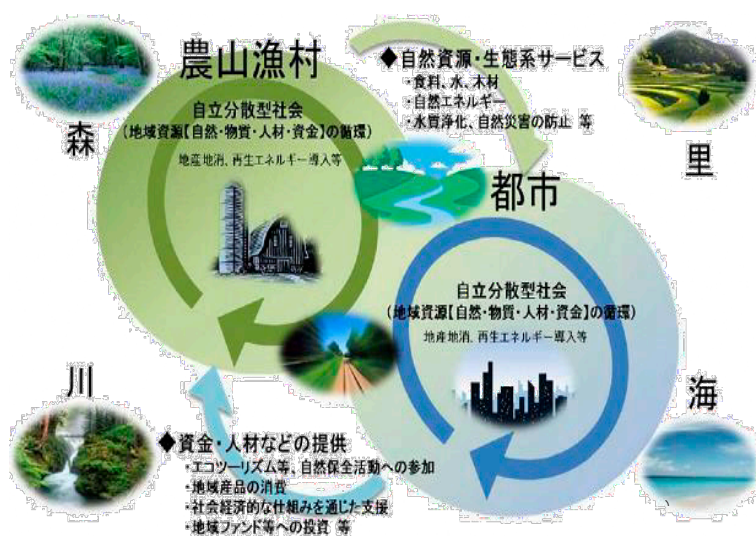 農山漁村
◆自然資源・生態系サービス
・食料、水、木材
・自然エネルギー
・水質浄化、自然災害の防止 等
森
里
自立分散型社会
(地域資源【自然・物質・人材・資金】の循環)
地産地消、再生エネルギー導入等
都市
自立分散型社会
(地域資源【自然・物質・人材・資金】の循環)
地産地消、再生エネルギー導入等
川
海
◆資金・人材などの提供
・エコツーリズム等、自然保全活動への参加
・地域産品の消費
・社会経済的な仕組みを通じた支援
・地域ファンド等への投資 等